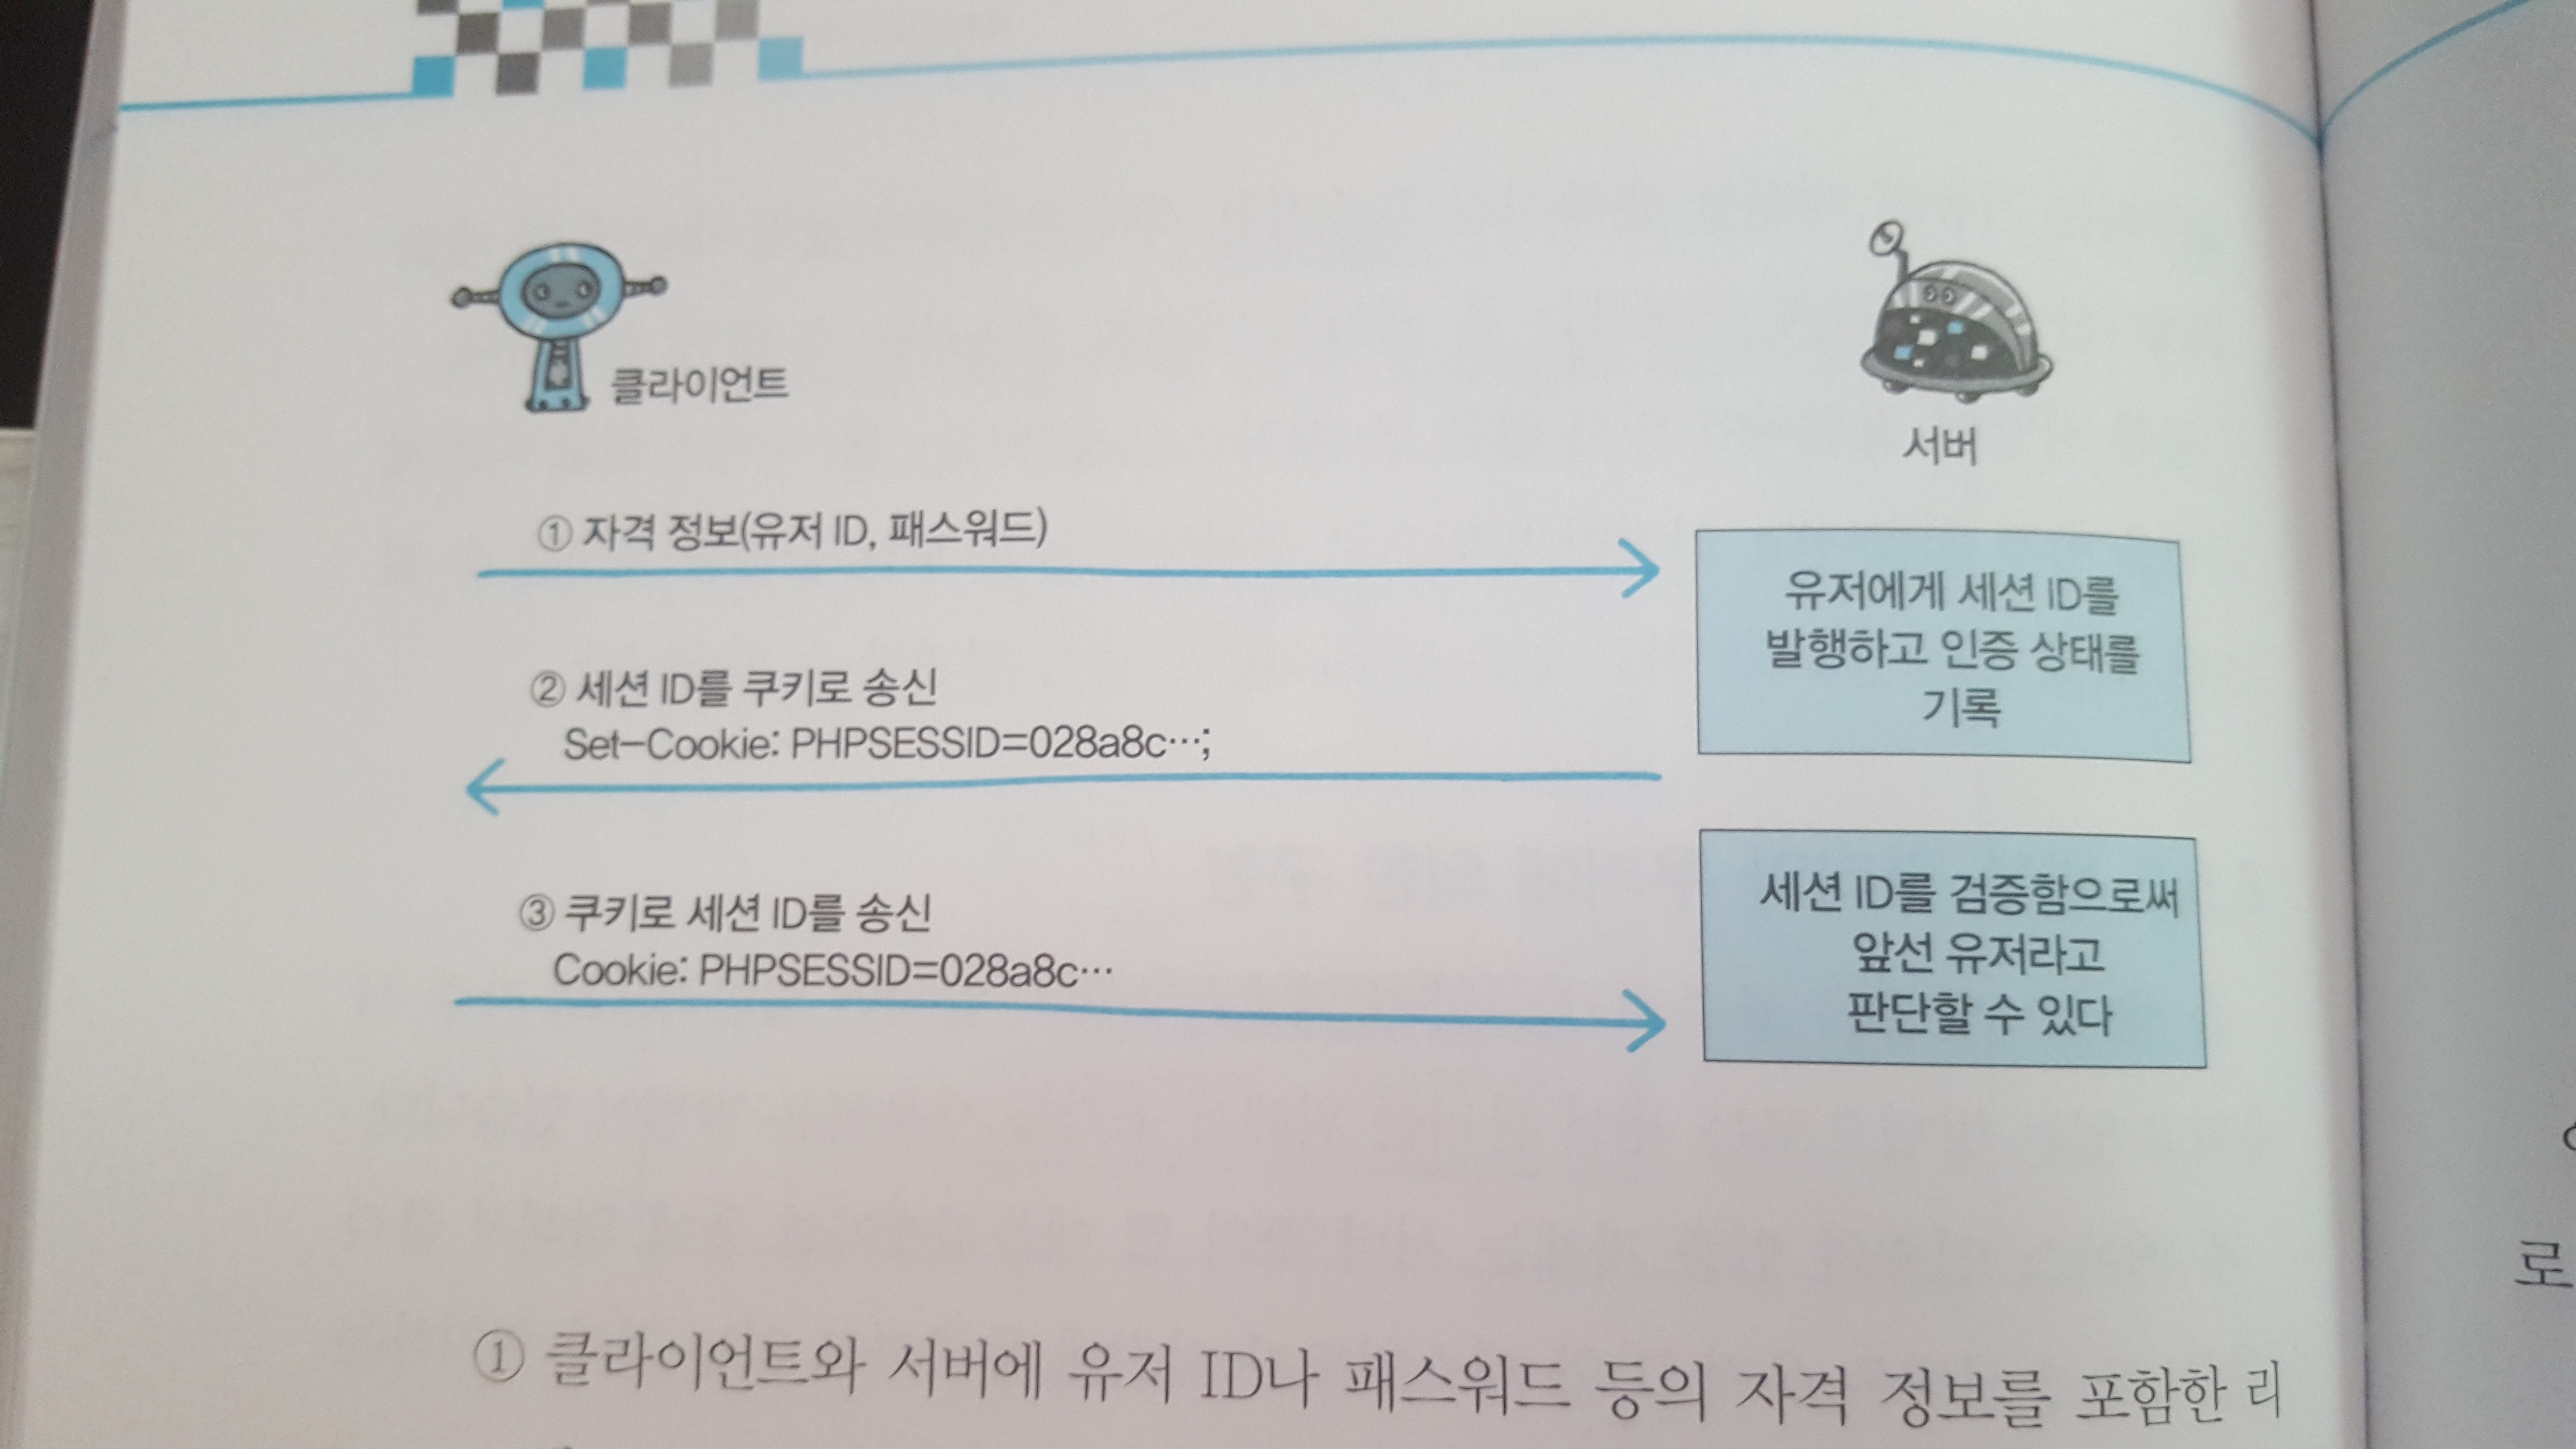 클라이언트
서버
① 자격 정보(유저 ID, 패스워드)
유저에게 세션 ID를
발행하고 인증 상태를
기록
② 세션 ID를 쿠키로 송신
Set-Cookie: PHPSESSID=028a8c…;
③ 쿠키로 세션 ID를 송신
Cookie: PHPSESSID=028a8c…
세션 ID를 검증함으로써
앞선 유저라고
판단할 수 있다
① 클라이언트와 서버에 유저 ID나 패스워드 등의 자격 정보를 포함한 리
로